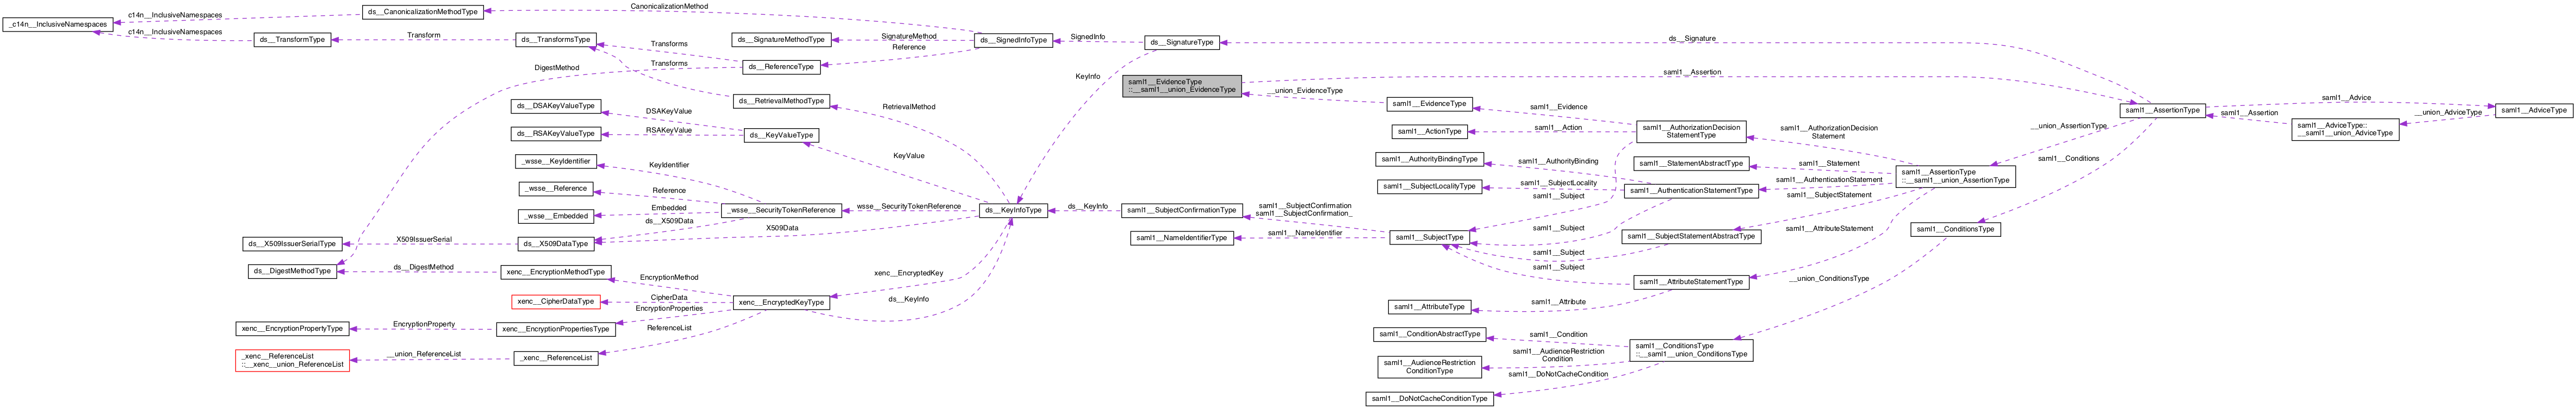 _c14n__InclusiveNamespaces
c14n__InclusiveNamespaces
c14n__InclusiveNamespaces
ds__CanonicalizationMethodType
CanonicalizationMethod
ds__TransformType
Transform
ds__TransformsType
Transforms
Transforms
DigestMethod
ds__SignatureMethodType
SignatureMethod
Reference
ds__ReferenceType
ds__SignedInfoType
SignedInfo
ds__SignatureType
ds__Signature
KeyInfo
ds__RetrievalMethodType
RetrievalMethod
ds__DSAKeyValueType
DSAKeyValue
ds__RSAKeyValueType
RSAKeyValue
ds__KeyValueType
KeyValue
_wsse__KeyIdentifier
KeyIdentifier
_wsse__Reference
Reference
_wsse__Embedded
Embedded
ds__X509Data
_wsse__SecurityTokenReference
wsse__SecurityTokenReference
X509Data
ds__X509IssuerSerialType
X509IssuerSerial
ds__X509DataType
ds__DigestMethodType
ds__DigestMethod
xenc__EncryptionMethodType
EncryptionMethod
xenc__CipherDataType
CipherData
EncryptionProperties
xenc__EncryptedKeyType
xenc__EncryptedKey
ds__KeyInfo
xenc__EncryptionPropertyType
EncryptionProperty
xenc__EncryptionPropertiesType
ReferenceList
_xenc__ReferenceList
::__xenc__union_ReferenceList
__union_ReferenceList
_xenc__ReferenceList
ds__KeyInfoType
ds__KeyInfo
saml1__SubjectConfirmationType
saml1__SubjectConfirmation
saml1__SubjectConfirmation_
saml1__NameIdentifierType
saml1__NameIdentifier
saml1__SubjectType
saml1__EvidenceType
::__saml1__union_EvidenceType
saml1__Assertion
__union_EvidenceType
saml1__EvidenceType
saml1__Evidence
saml1__ActionType
saml1__Action
saml1__AuthorizationDecision
StatementType
saml1__AuthorizationDecision
Statement
saml1__AuthorityBindingType
saml1__AuthorityBinding
saml1__SubjectLocalityType
saml1__SubjectLocality
saml1__Subject
saml1__StatementAbstractType
saml1__Statement
saml1__AuthenticationStatementType
saml1__AuthenticationStatement
saml1__SubjectStatement
saml1__Subject
saml1__SubjectStatementAbstractType
saml1__AttributeStatement
saml1__Subject
saml1__Subject
saml1__AttributeStatementType
saml1__AttributeType
saml1__Attribute
saml1__AssertionType
::__saml1__union_AssertionType
__union_AssertionType
saml1__Conditions
saml1__AssertionType
saml1__Advice
saml1__Assertion
saml1__AdviceType::
__saml1__union_AdviceType
__union_AdviceType
saml1__AdviceType
saml1__ConditionsType
__union_ConditionsType
saml1__ConditionAbstractType
saml1__Condition
saml1__ConditionsType
::__saml1__union_ConditionsType
saml1__AudienceRestriction
ConditionType
saml1__AudienceRestriction
Condition
saml1__DoNotCacheCondition
saml1__DoNotCacheConditionType